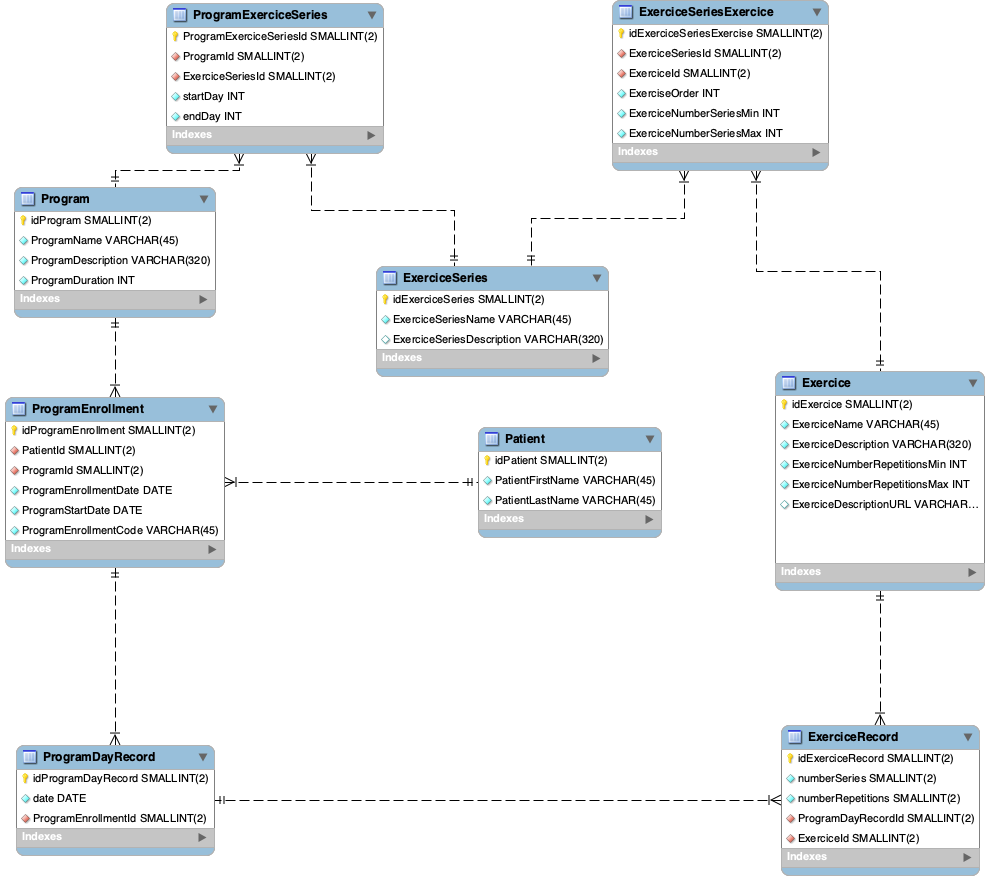 ProgramExerciceSeries
ProgramExerciceSeriesId SMALLINT(2)
ProgramId SMALLINT(2)
ExerciceSeriesId SMALLINT(2)
startDay INT
endDay INT
Indexes
ExerciceSeriesExercice
idExerciceSeriesExercise SMALLINT(2)
ExerciceSeriesId SMALLINT(2)
ExerciceId SMALLINT(2)
ExerciseOrder INT
ExerciceNumberSeriesMin INT
ExerciceNumberSeriesMax INT
Indexes
Program
idProgram SMALLINT(2)
ProgramName VARCHAR(45)
ProgramDescription VARCHAR(320)
ProgramDuration INT
Indexes
ExerciceSeries
idExerciceSeries SMALLINT(2)
ExerciceSeriesName VARCHAR(45)
ExerciceSeriesDescription VARCHAR(320)
Indexes
Exercice
idExercice SMALLINT(2)
ExerciceName VARCHAR(45)
ExerciceDescription VARCHAR(320)
ExerciceNumberRepetitionsMin INT
ExerciceNumberRepetitionsMax INT
ExerciceDescriptionURL VARCHAR...
Indexes
ProgramEnrollment
idProgramEnrollment SMALLINT(2)
PatientId SMALLINT(2)
ProgramId SMALLINT(2)
ProgramEnrollmentDate DATE
ProgramStartDate DATE
ProgramEnrollmentCode VARCHAR(45)
Indexes
Patient
idPatient SMALLINT(2)
PatientFirstName VARCHAR(45)
PatientLastName VARCHAR(45)
Indexes
ProgramDayRecord
idProgramDayRecord SMALLINT(2)
date DATE
ProgramEnrollmentId SMALLINT(2)
Indexes
ExerciceRecord
idExerciceRecord SMALLINT(2)
numberSeries SMALLINT(2)
numberRepetitions SMALLINT(2)
ProgramDayRecordId SMALLINT(2)
ExerciceId SMALLINT(2)
Indexes